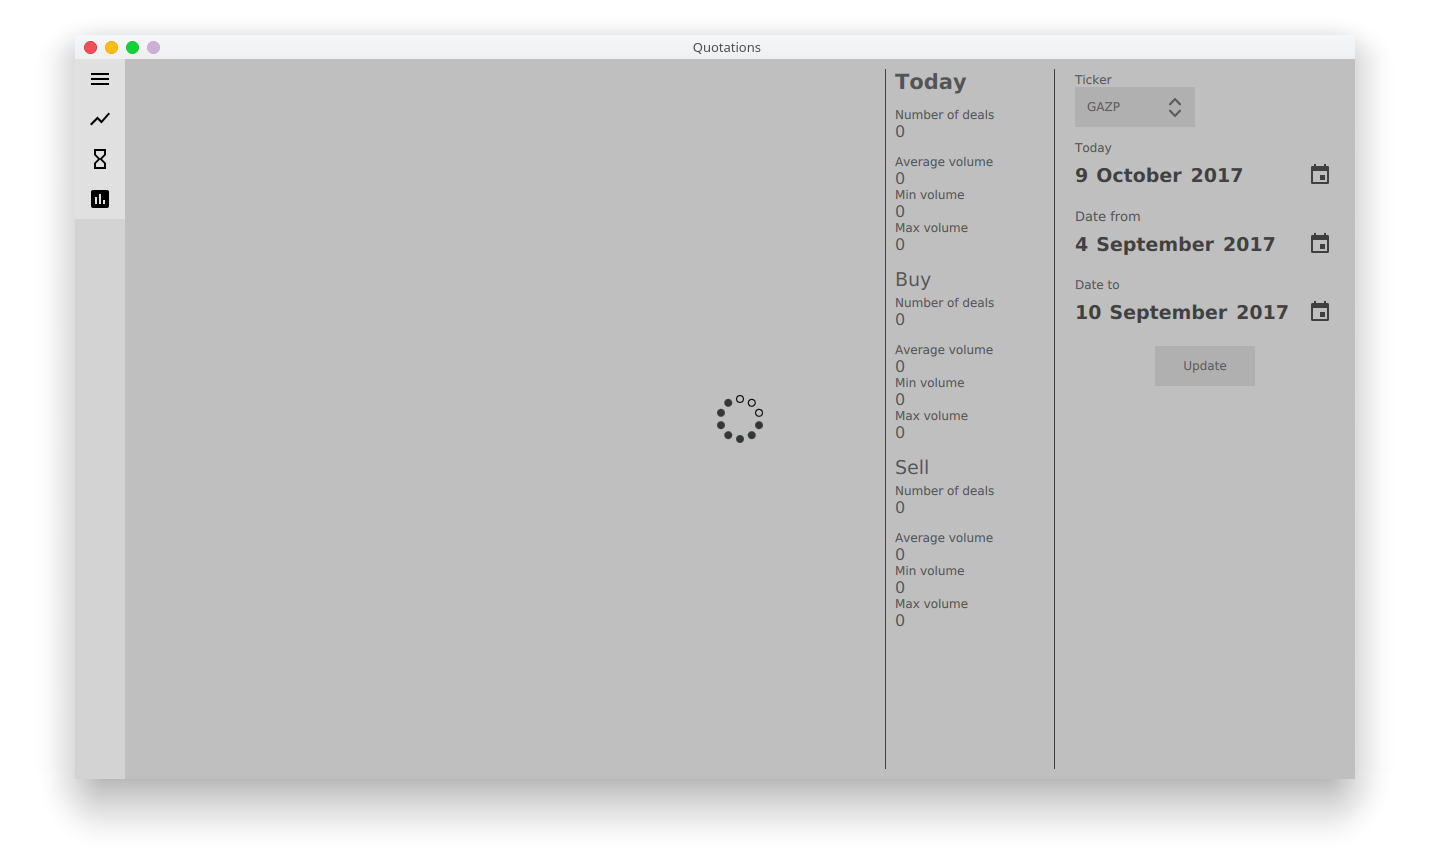 Quotations
Today
Number of deals
0
Average volume
0
Min volume
0
Max volume
0
Buy
Number of deals
0
Average volume
0
Min volume
0
Max volume
0
Sell
Number of deals
0
Average volume
0
Min volume
0
Max volume
0
Ticker
GAZP
Today
9 October 2017
Date from
4 September 2017
Date to
10 September 2017
Update